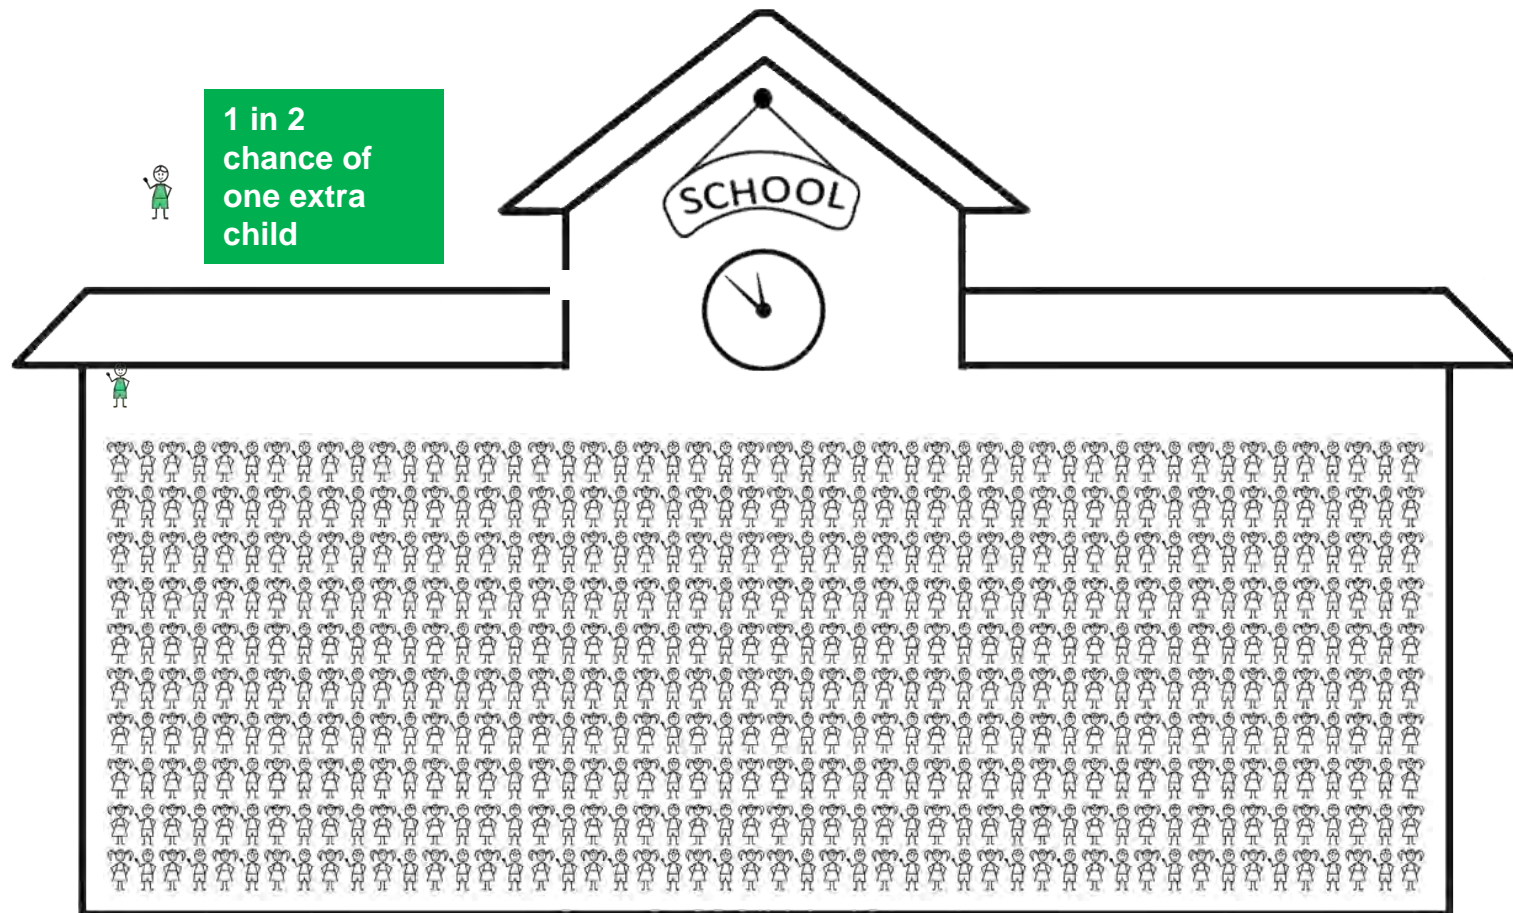 1 in 2
chance of
one extra
child
SCHOOL